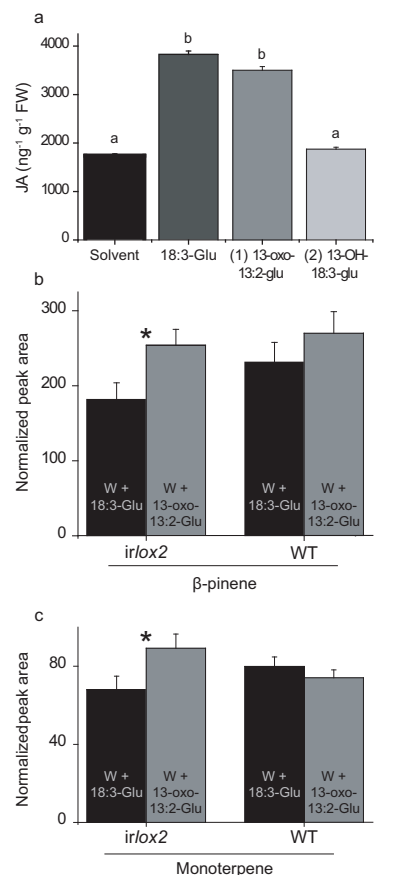 a
JA (ng⁻¹ g⁻¹ FW)
4000
3000
2000
1000
0
a
b
b
a
Solvent
18:3-Glu
(1) 13-oxo-
13:2-glu
(2) 13-OH-
18:3-glu
b
Normalized peak area
300
200
100
0
*
W +
18:3-Glu
W +
13-oxo-
13:2-Glu
W +
18:3-Glu
W +
13-oxo-
13:2-Glu
irlox2
WT
β-pinene
c
Normalizedpeak area
80
40
0
*
W +
18:3-Glu
W +
13-oxo-
13:2-Glu
W +
18:3-Glu
W +
13-oxo-
13:2-Glu
irlox2
WT
Monoterpene